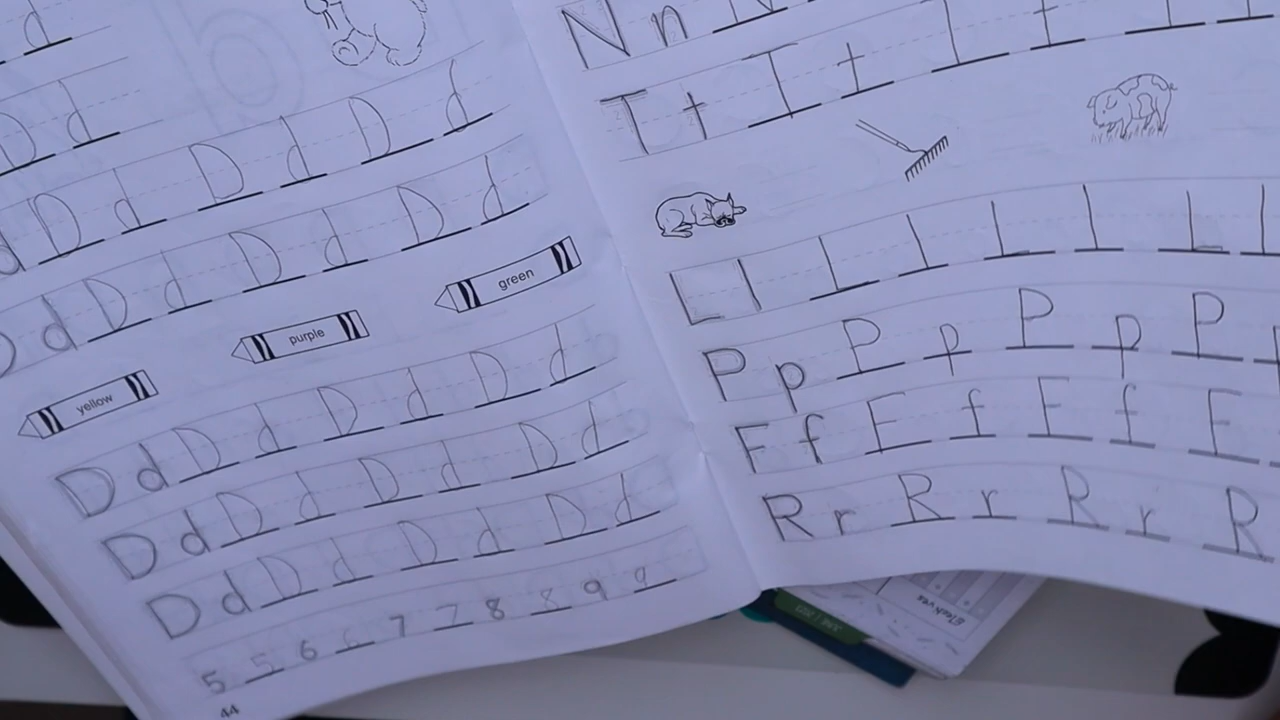 d
D d
d D d D d D d
D d D d D d D d
green
purple
yellow
D d D d D d D d
D d D d D d D d
D d D d D d D d
5 5 6 6 7 7 8 8 9 9
44
N n N
T t T t T t T t
L l L l L l L l
P p P p P p P
F f F f F f F
R r R r R r R